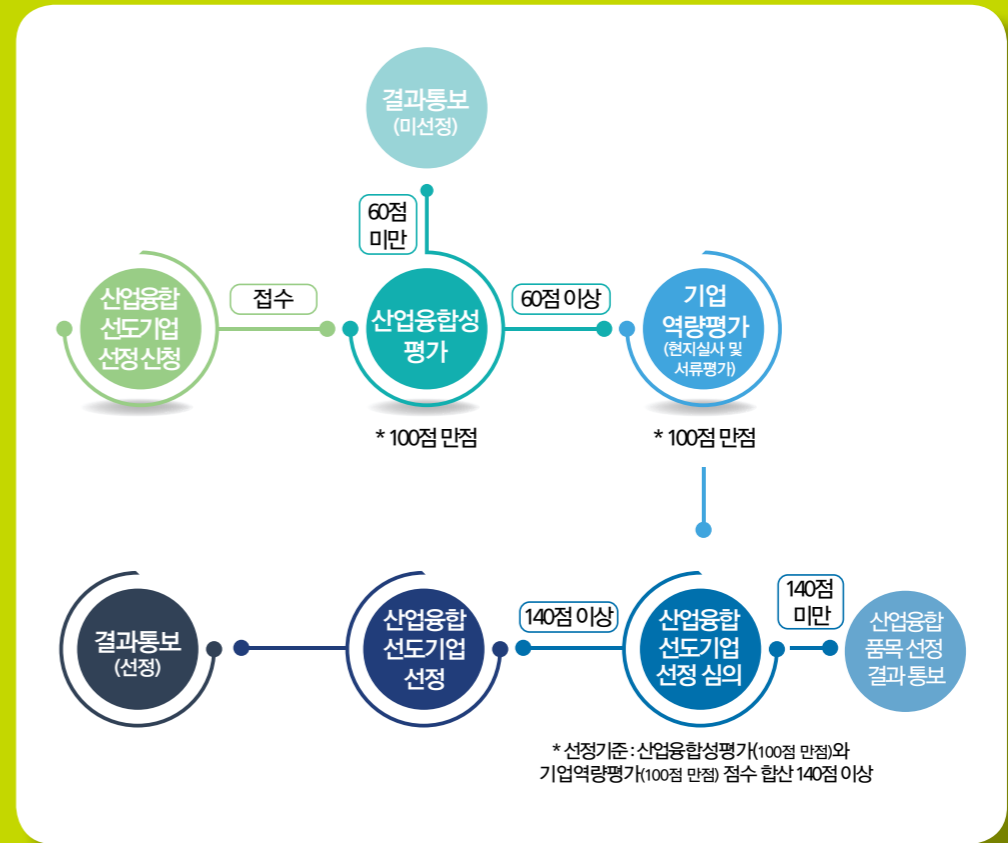 결과통보
(미선정)
60점
미만
산업융합
선도기업
선정 신청
접수
산업융합성
평가
60점 이상
기업
역량평가
(현지실사 및
서류평가)
* 100점 만점
* 100점 만점
결과통보
(선정)
산업융합
선도기업
선정
140점 이상
산업융합
선도기업
선정 심의
140점
미만
산업융합
품목 선정
결과 통보
* 선정기준 : 산업융합성평가(100점 만점)와
기업역량평가(100점 만점) 점수 합산 140점 이상